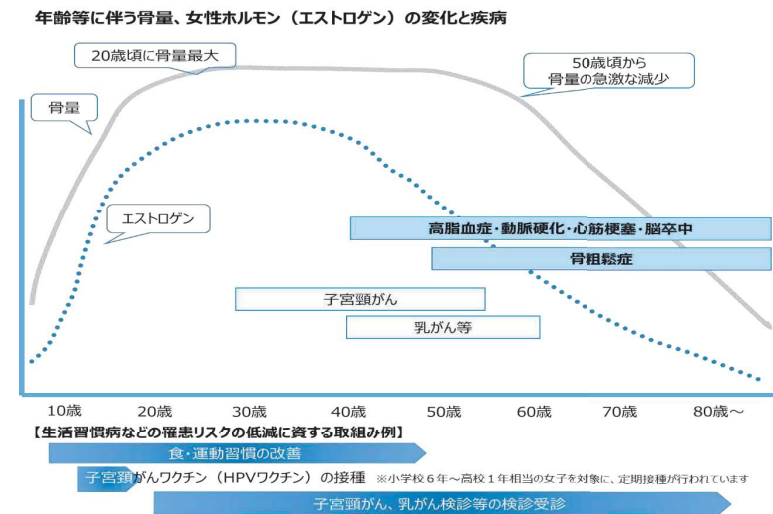 年齢等に伴う骨量、女性ホルモン（エストロゲン）の変化と疾病
20歳頃に骨量最大
50歳頃から
骨量の急激な減少
骨量
エストロゲン
高脂血症・動脈硬化・心筋梗塞・脳卒中
骨粗鬆症
子宮頸がん
乳がん等
10歳 20歳 30歳 40歳 50歳 60歳 70歳 80歳～
【生活習慣病などの罹患リスクの低減に資する取組み例】
食・運動習慣の改善
子宮頸がんワクチン（HPVワクチン）の接種 ※小学校６年～高校１年相当の女子を対象に、定期接種が行われています
子宮頸がん、乳がん検診等の検診受診